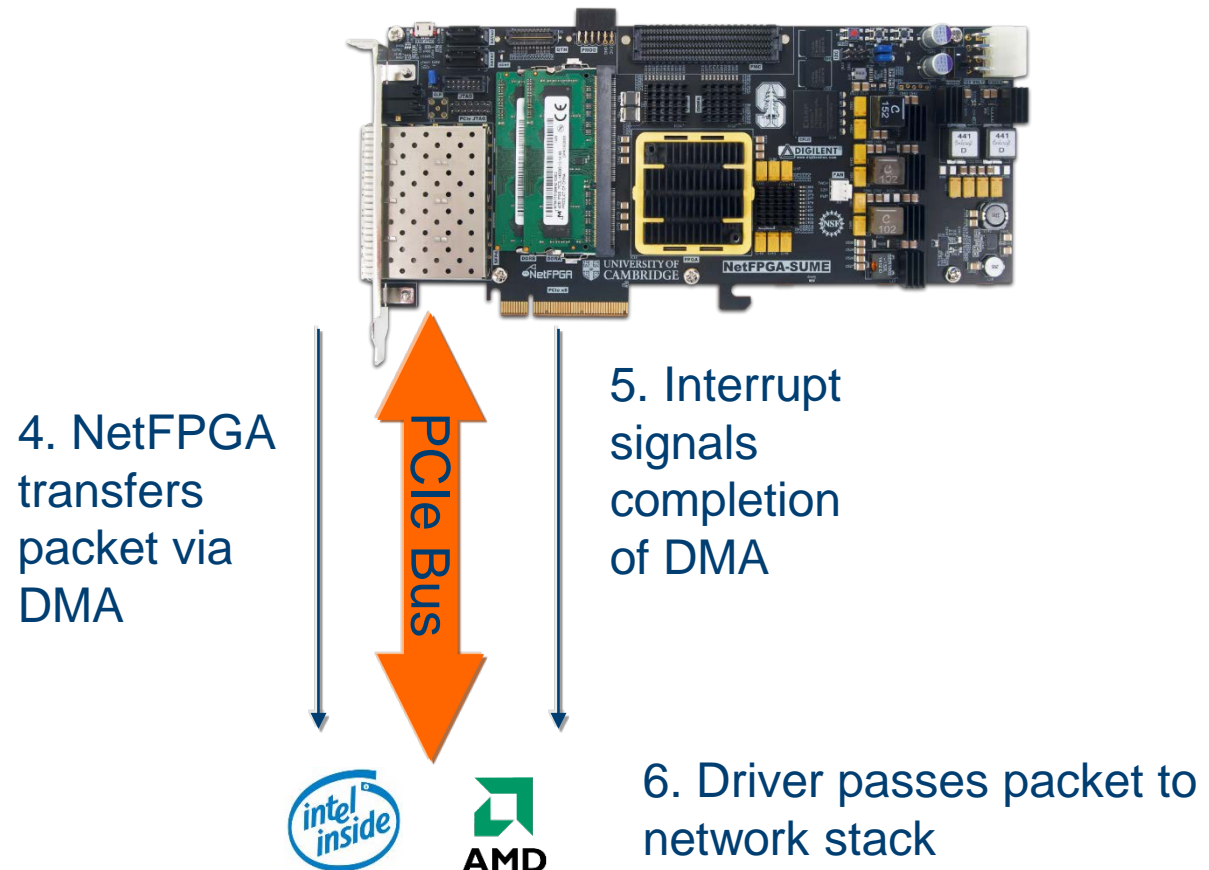 DIGILENT
NSF
NetFPGA
UNIVERSITY OF
CAMBRIDGE
NetFPGA-SUME
4. NetFPGA
transfers
packet via
DMA
PCIe Bus
5. Interrupt
signals
completion
of DMA
intel
inside
AMD
6. Driver passes packet to
network stack